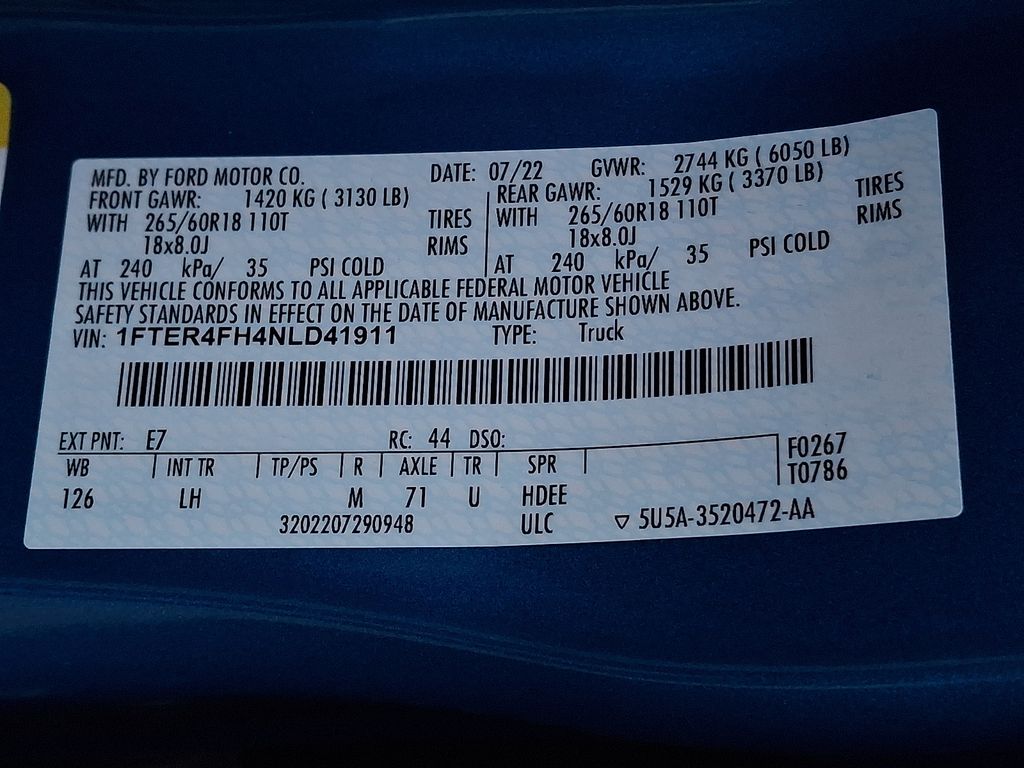 MFD. BY FORD MOTOR CO. DATE: 07/22 GVWR: 2744 KG ( 6050 LB)
FRONT GAWR: 1420 KG ( 3130 LB) REAR GAWR: 1529 KG ( 3370 LB)
WITH 265/60R18 110T TIRES WITH 265/60R18 110T TIRES
18x8.0J RIMS 18x8.0J RIMS
AT 240 kPa/ 35 PSI COLD AT 240 kPa/ 35 PSI COLD
THIS VEHICLE CONFORMS TO ALL APPLICABLE FEDERAL MOTOR VEHICLE
SAFETY STANDARDS IN EFFECT ON THE DATE OF MANUFACTURE SHOWN ABOVE.
VIN: 1FTER4FH4NLD41911 TYPE: Truck
EXT PNT: E7 RC: 44 DSO: F0267
WB INT TR TP/PS R AXLE TR SPR T0786
126 LH M 71 U HDEE
3202207290948 ULC ▽ 5U5A-3520472-AA